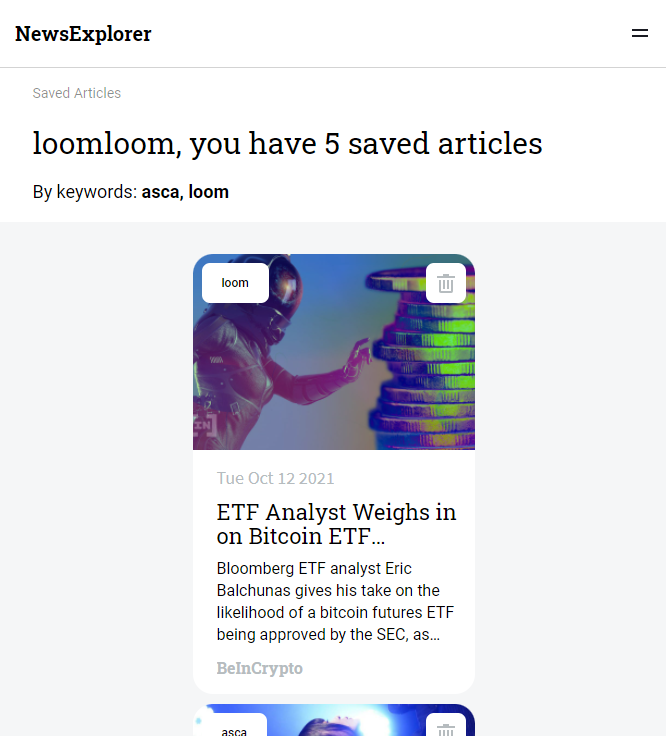 NewsExplorer
Saved Articles
loomloom, you have 5 saved articles
By keywords: asca, loom
loom
Tue Oct 12 2021
ETF Analyst Weighs in
on Bitcoin ETF...
Bloomberg ETF analyst Eric
Balchunas gives his take on the
likelihood of a bitcoin futures ETF
being approved by the SEC, as...
BeInCrypto
asca